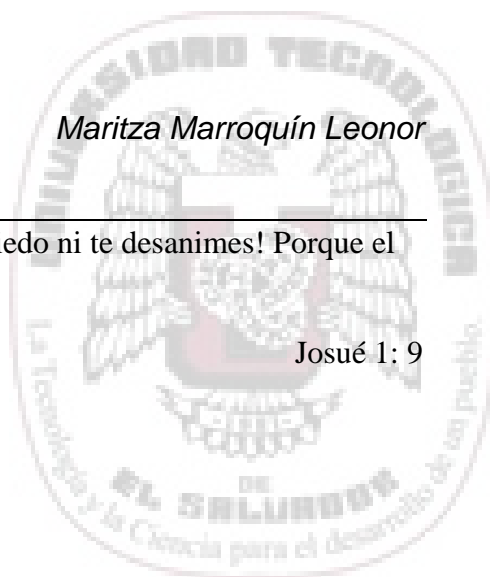 UNIVERSIDAD TECNOLOGICA
Maritza Marroquín Leonor
iedo ni te desanimes! Porque el
Josué 1: 9
DE
EL SALVADOR
La Tecnología y la Ciencia para el desarrollo de un pueblo.